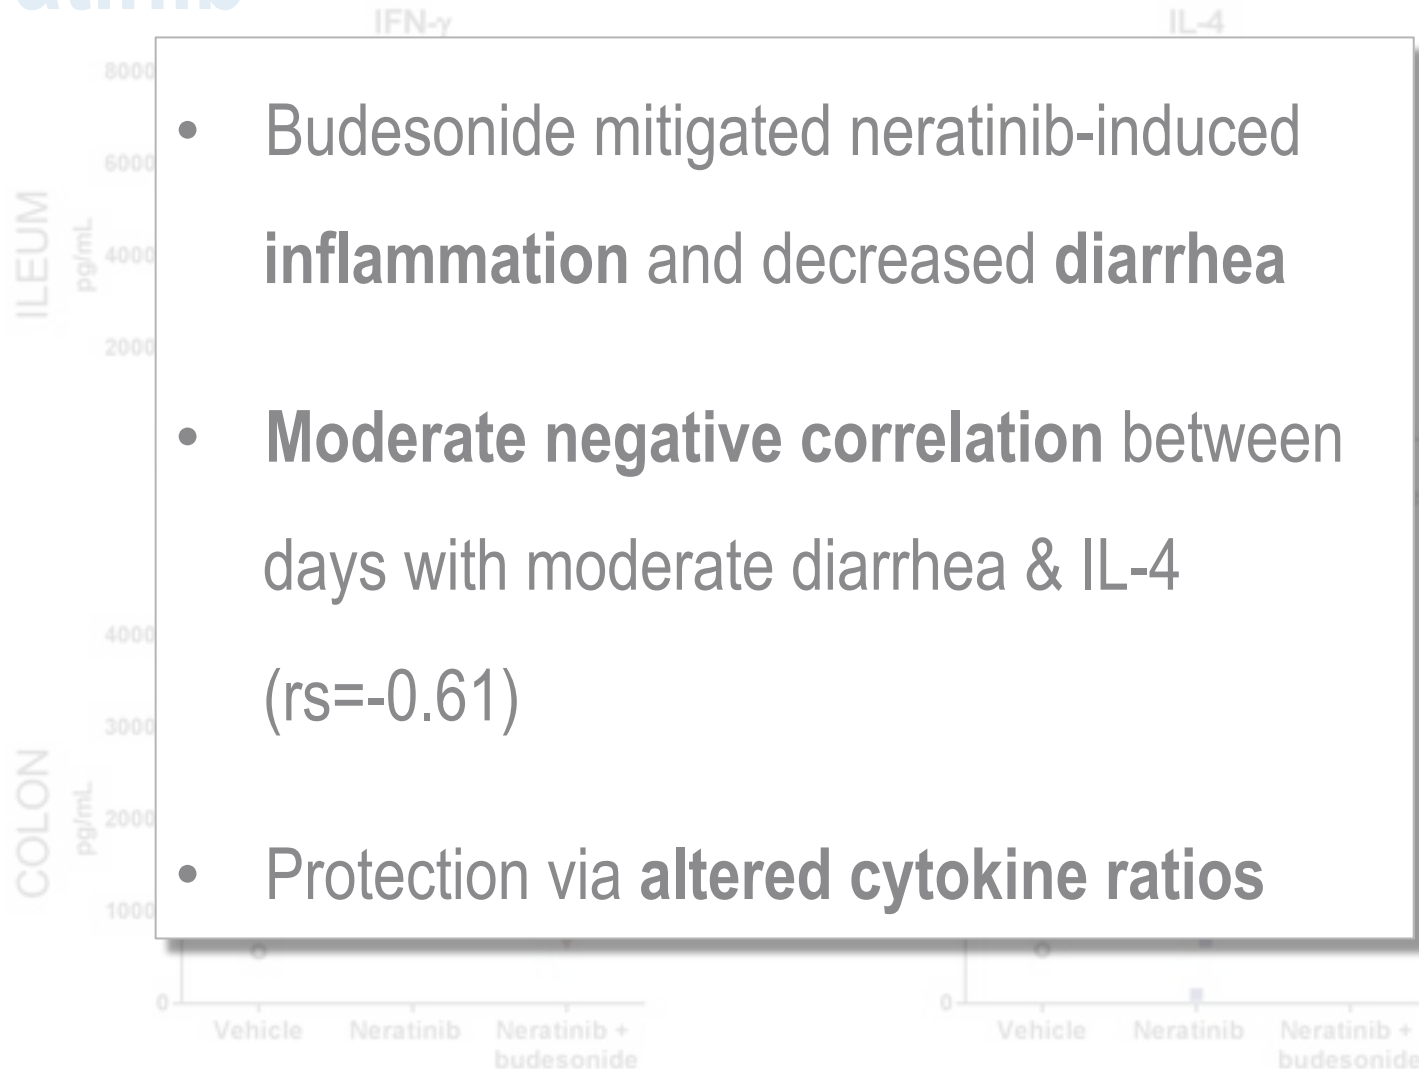 atinib
IFN-γ
IL-4
8000
6000
4000
2000
ILEUM
pg/mL
• Budesonide mitigated neratinib-induced
inflammation and decreased diarrhea
• Moderate negative correlation between
days with moderate diarrhea & IL-4
(rs=-0.61)
• Protection via altered cytokine ratios
4000
3000
2000
1000
COLON
pg/mL
0
0
Vehicle Neratinib Neratinib +
budesonide
Vehicle Neratinib Neratinib +
budesonide